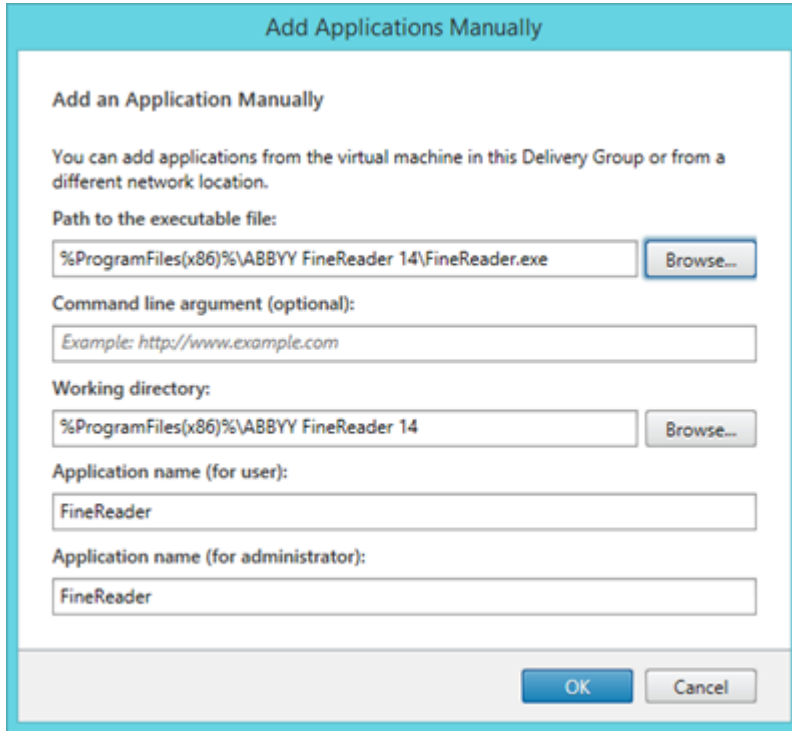 Add Applications Manually
Add an Application Manually
You can add applications from the virtual machine in this Delivery Group or from a
different network location.
Path to the executable file:
%ProgramFiles(x86)%\ABBYY FineReader 14\FineReader.exe
Browse...
Command line argument (optional):
Example: http://www.example.com
Working directory:
%ProgramFiles(x86)%\ABBYY FineReader 14
Browse...
Application name (for user):
FineReader
Application name (for administrator):
FineReader
OK
Cancel